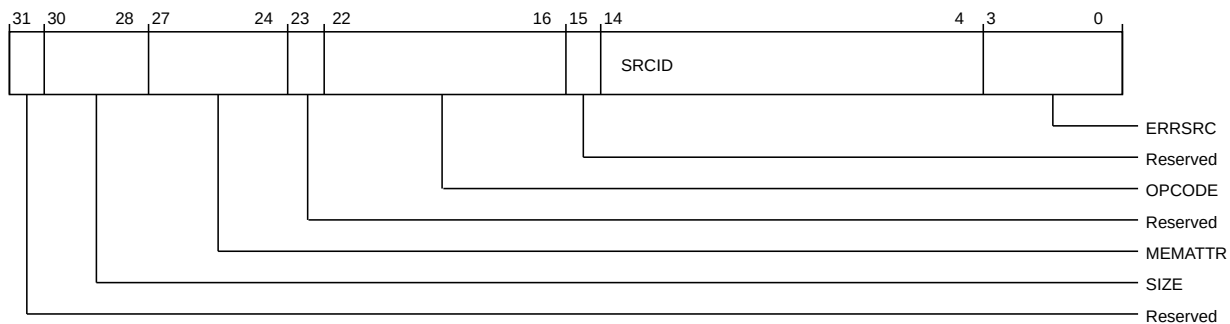 31 30 28 27 24 23 22 16 15 14 4 3 0
SRCID
ERRSRC
Reserved
OPCODE
Reserved
MEMATTR
SIZE
Reserved